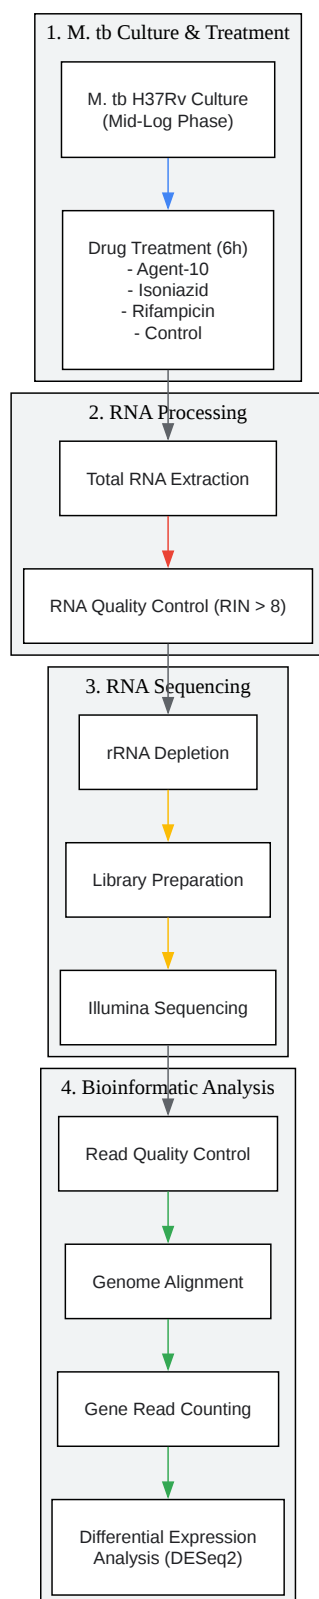 1. M. tb Culture & Treatment
M. tb H37Rv Culture
(Mid-Log Phase)
Drug Treatment (6h)
- Agent-10
- Isoniazid
- Rifampicin
- Control
2. RNA Processing
Total RNA Extraction
RNA Quality Control (RIN > 8)
3. RNA Sequencing
rRNA Depletion
Library Preparation
Illumina Sequencing
4. Bioinformatic Analysis
Read Quality Control
Genome Alignment
Gene Read Counting
Differential Expression
Analysis (DESeq2)